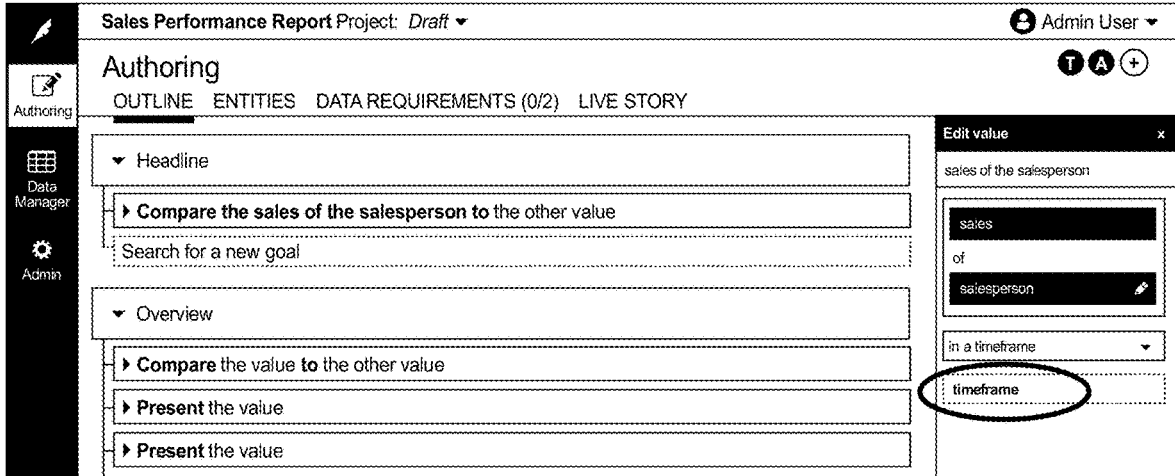 Sales Performance Report Project: Draft
Admin User
Authoring
T A +
OUTLINE ENTITIES DATA REQUIREMENTS (0/2) LIVE STORY
Authoring
Data
Manager
Admin
Headline
Compare the sales of the salesperson to the other value
Search for a new goal
Overview
Compare the value to the other value
Present the value
Present the value
Edit value x
sales of the salesperson
sales
of
salesperson
in a timeframe
timeframe